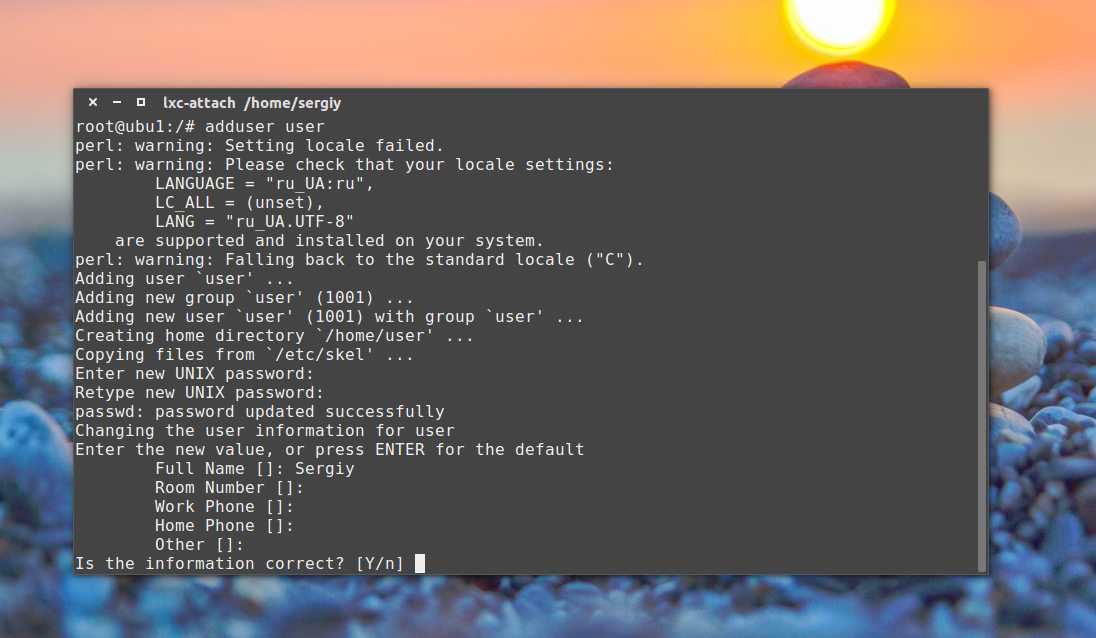 lxc-attach /home/sergiy
root@ubu1:/# adduser user
perl: warning: Setting locale failed.
perl: warning: Please check that your locale settings:
        LANGUAGE = "ru_UA:ru",
        LC_ALL = (unset),
        LANG = "ru_UA.UTF-8"
    are supported and installed on your system.
perl: warning: Falling back to the standard locale ("C").
Adding user `user' ...
Adding new group `user' (1001) ...
Adding new user `user' (1001) with group `user' ...
Creating home directory `/home/user' ...
Copying files from `/etc/skel' ...
Enter new UNIX password:
Retype new UNIX password:
passwd: password updated successfully
Changing the user information for user
Enter the new value, or press ENTER for the default
        Full Name []: Sergiy
        Room Number []:
        Work Phone []:
        Home Phone []:
        Other []:
Is the information correct? [Y/n]